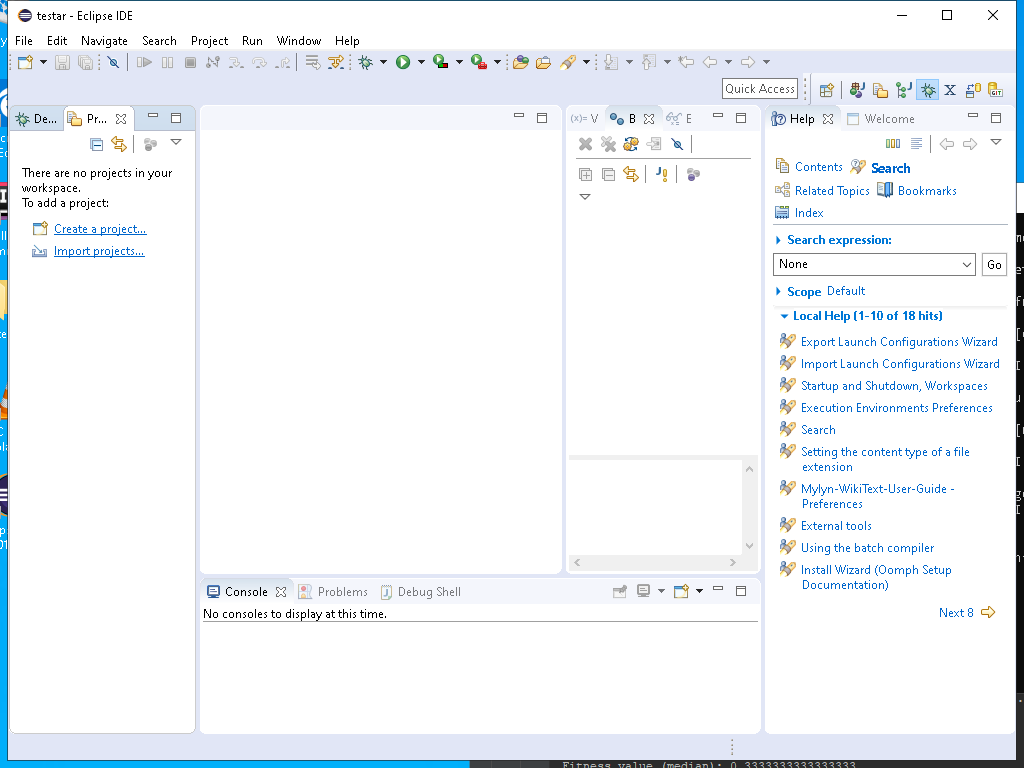 testar - Eclipse IDE
File Edit Navigate Search Project Run Window Help
Quick Access
De... Pr...
(x)= V B E
Help Welcome
There are no projects in your
workspace.
To add a project:
Create a project...
Import projects...
Contents Search
Related Topics Bookmarks
Index
Search expression:
None Go
Scope Default
Local Help (1-10 of 18 hits)
Export Launch Configurations Wizard
Import Launch Configurations Wizard
Startup and Shutdown, Workspaces
Execution Environments Preferences
Search
Setting the content type of a file
extension
Mylyn-WikiText-User-Guide -
Preferences
External tools
Using the batch compiler
Install Wizard (Oomph Setup
Documentation)
Next 8
Console Problems Debug Shell
No consoles to display at this time.
Fitness value (median): 0.3333333333333333